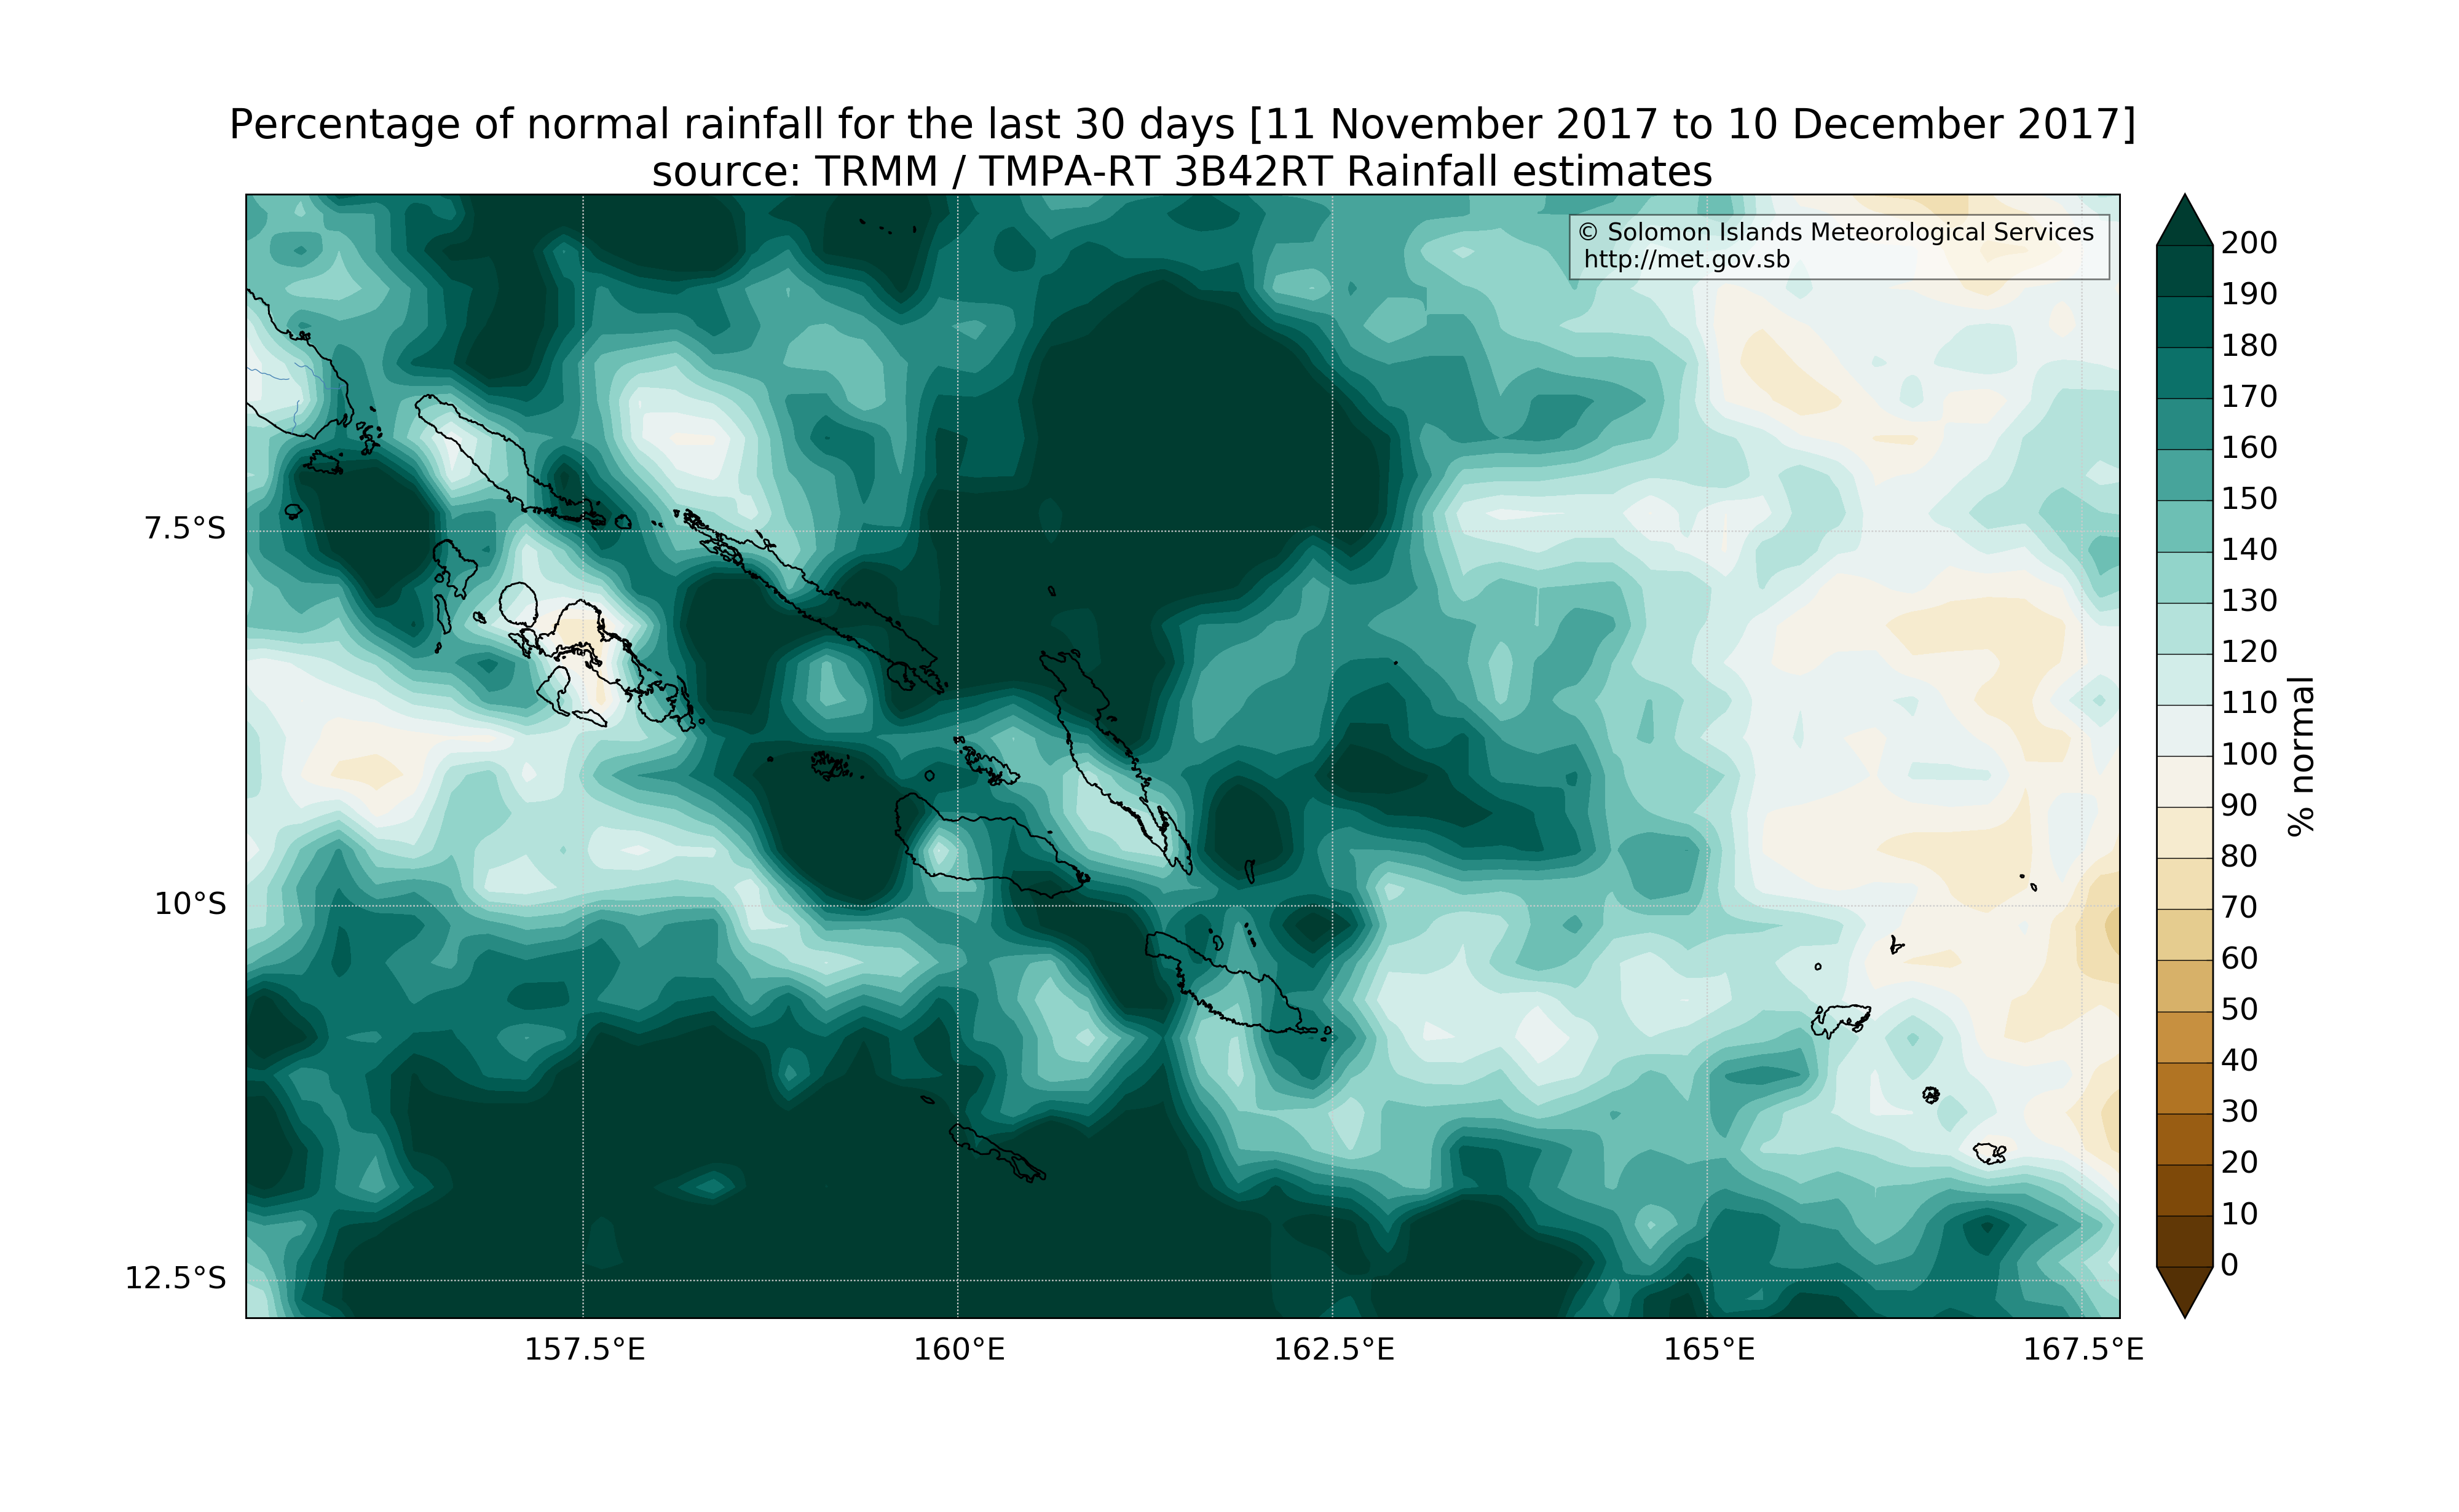 Percentage of normal rainfall for the last 30 days [11 November 2017 to 10 December 2017]
source: TRMM / TMPA-RT 3B42RT Rainfall estimates
© Solomon Islands Meteorological Services
http://met.gov.sb
7.5°S
10°S
12.5°S
157.5°E
160°E
162.5°E
165°E
167.5°E
200
190
180
170
160
150
140
130
120
110
100
90
80
70
60
50
40
30
20
10
0
% normal